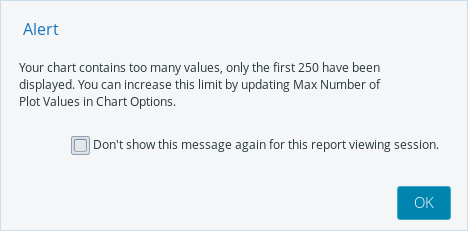 Alert
Your chart contains too many values, only the first 250 have been
displayed. You can increase this limit by updating Max Number of
Plot Values in Chart Options.
Don't show this message again for this report viewing session.
OK